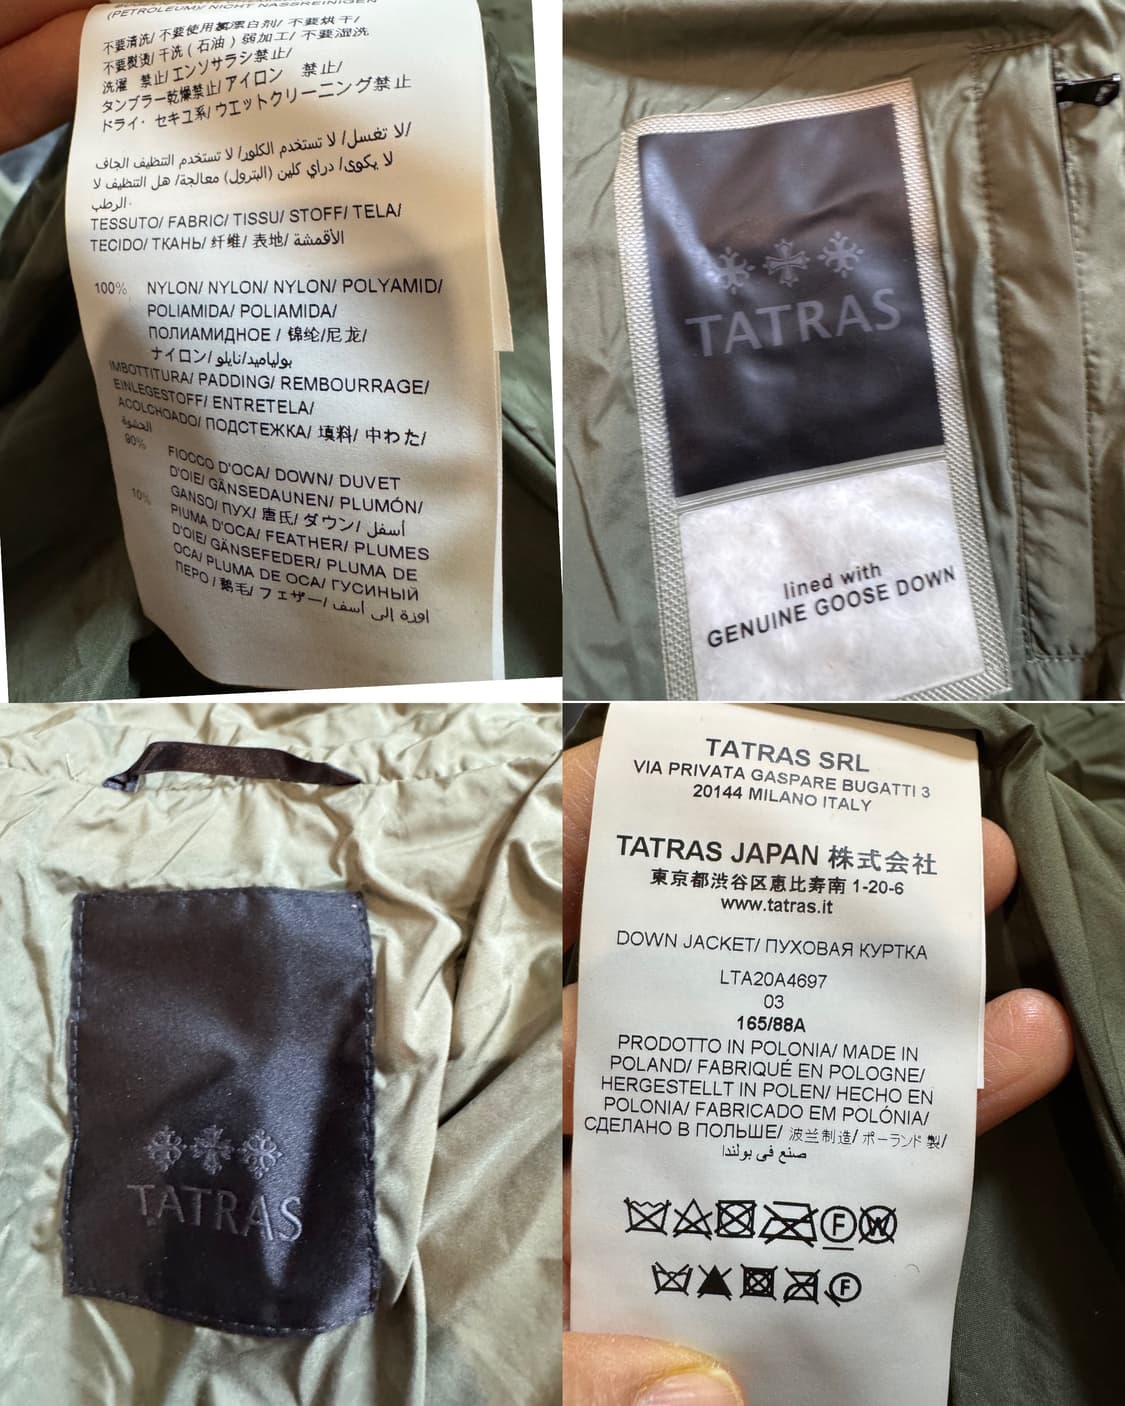 (PETROLEUM)/ NICHT NASSREINIGEN
不要清洗/ 不要使用氯漂白剂/ 不要烘干/
不要熨烫/ 干洗 ( 石油 ) 弱加工/ 不要湿洗
洗濯 禁止/ エンソサラシ禁止/
タンブラー乾燥禁止/ アイロン 禁止/
ドライ・セキユ系/ ウエットクリーニング禁止
لا تغسل/ لا تستخدم الكلور/ لا تستخدم التنظيف الجاف/
لا يكوى/ دراي كلين (البترول) معالجة/ هل التنظيف لا
الرطب.
TESSUTO/ FABRIC/ TISSU/ STOFF/ TELA/
TECIDO/ ТКАНЬ/ 纤维/ 表地/ الأقمشة
100% NYLON/ NYLON/ NYLON/ POLYAMID/
POLIAMIDA/ POLIAMIDA/
ПОЛИАМИДНОЕ / 锦纶/尼龙/
ナイロン/ بولياميد/نايلو
IMBOTTITURA/ PADDING/ REMBOURRAGE/
EINLEGESTOFF/ ENTRETELA/
ACOLCHOADO/ ПОДСТЕЖКА/ 填料/ 中わた/
الحشوة
90% FIOCCO D'OCA/ DOWN/ DUVET
D'OIE/ GÄNSEDAUNEN/ PLUMÓN/
GANSO/ ПУХ/ 唐氏/ ダウン/ أسفل
10% PIUMA D'OCA/ FEATHER/ PLUMES
D'OIE/ GÄNSEFEDER/ PLUMA DE
OCA/ PLUMA DE OCA/ ГУСИНЫЙ
ПЕРО / 鹅毛/ フェザー/ اوزة إلى أسف
TATRAS
lined with
GENUINE GOOSE DOWN
TATRAS
TATRAS SRL
VIA PRIVATA GASPARE BUGATTI 3
20144 MILANO ITALY
TATRAS JAPAN 株式会社
東京都渋谷区恵比寿南 1-20-6
www.tatras.it
DOWN JACKET/ ПУХОВАЯ КУРТКА
LTA20A4697
03
165/88A
PRODOTTO IN POLONIA/ MADE IN
POLAND/ FABRIQUÉ EN POLOGNE/
HERGESTELLT IN POLEN/ HECHO EN
POLONIA/ FABRICADO EM POLÓNIA/
СДЕЛАНО В ПОЛЬШЕ/ 波兰制造/ ポーランド製/
صنع فى بولندا
F W
F